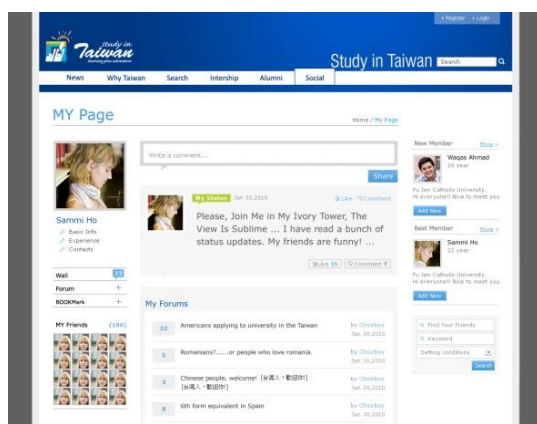 Register Login
study in
Taiwan
Study in Taiwan
Search
News Why Taiwan Search Intership Alumni Social
MY Page
Home / My Page
Write a comment...
Share
Sammi Ho
Basic Info
Experience
Contacts
Wall 23
Forum +
BOOKMark +
MY Friends (100)
My Status Jan 30,2010 Like Comment
Please, Join Me in My Ivory Tower, The
View Is Sublime ... I have read a bunch of
status updates. My friends are funny! ...
Like 15 Comment 8
My Forums
22 Americans applying to university in the Taiwan by Chortboy
Jan 30,2010
5 Romanians?......or people who love romania. by Chortboy
Jan 30,2010
3 Chinese people, welcome! [台灣人,歡迎你!] by Chortboy
[台灣人,歡迎你!] Jan 30,2010
8 6th form equivalent in Spain by Chortboy
Jan 30,2010
New Member More >
Waqas Ahmad
24 year
Fu Jen Catholic University.
Hi everyone!! Nice to meet you
Add New
Best Member More >
Sammi Ho
22 year
Fu Jen Catholic University.
Hi everyone!! Nice to meet you
Add New
Find Your Friends
Keyword
Setting conditions
Search